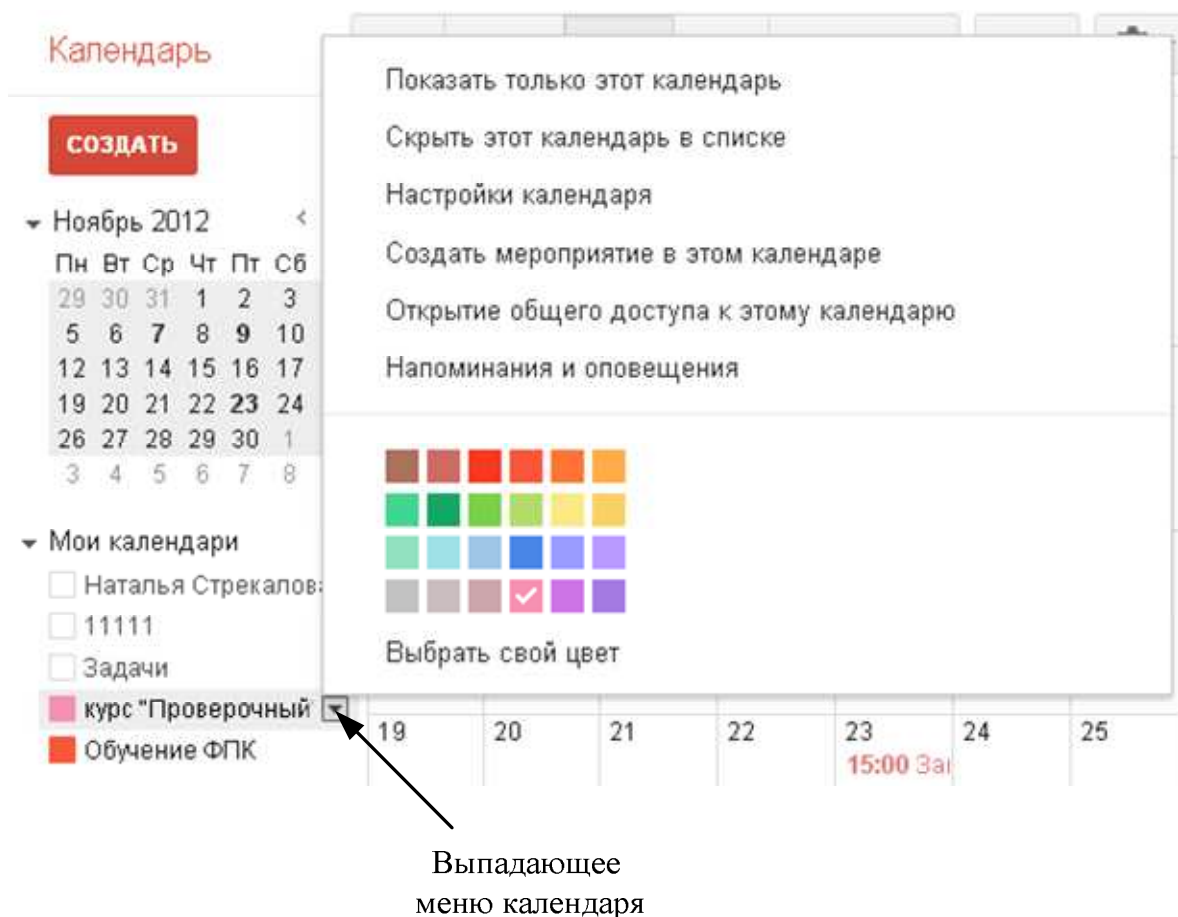 Календарь
СОЗДАТЬ
Ноябрь 2012 <
Пн Вт Ср Чт Пт Сб
29 30 31 1 2 3
5 6 7 8 9 10
12 13 14 15 16 17
19 20 21 22 23 24
26 27 28 29 30 1
3 4 5 6 7 8
Мои календари
Наталья Стрекалов
11111
Задачи
курс "Проверочный
Обучение ФПК
Показать только этот календарь
Скрыть этот календарь в списке
Настройки календаря
Создать мероприятие в этом календаре
Открытие общего доступа к этому календарю
Напоминания и оповещения
Выбрать свой цвет
19 20 21 22 23 24 25
15:00 Заг
Выпадающее
меню календаря